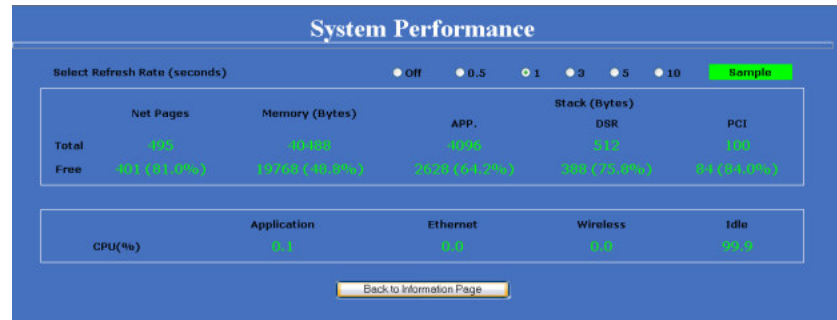 System Performance
Select Refresh Rate (seconds) Off 0.5 1 3 5 10 Sample
Stack (Bytes)
Net Pages Memory (Bytes) APP. DSR PCI
Total 495 40488 4096 512 100
Free 401 (81.0%) 19768 (48.8%) 2628 (64.2%) 388 (75.8%) 84 (84.0%)
Application Ethernet Wireless Idle
CPU(%) 0.1 0.0 0.0 99.9
Back to Information Page